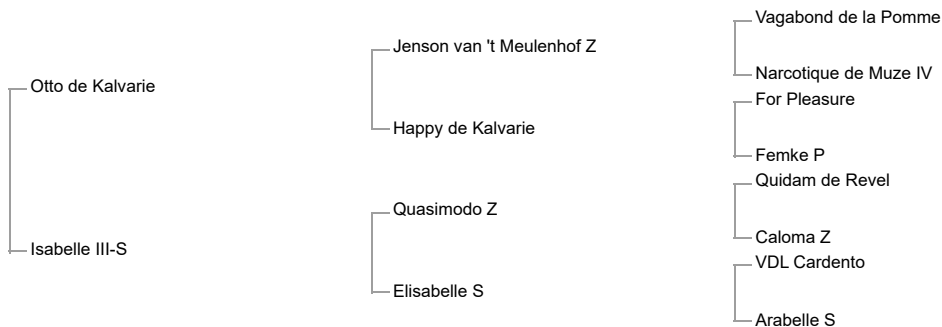 Vagabond de la Pomme
Jenson van 't Meulenhof Z
Narcotique de Muze IV
Otto de Kalvarie
For Pleasure
Happy de Kalvarie
Femke P
Quidam de Revel
Quasimodo Z
Caloma Z
Isabelle III-S
VDL Cardento
Elisabelle S
Arabelle S